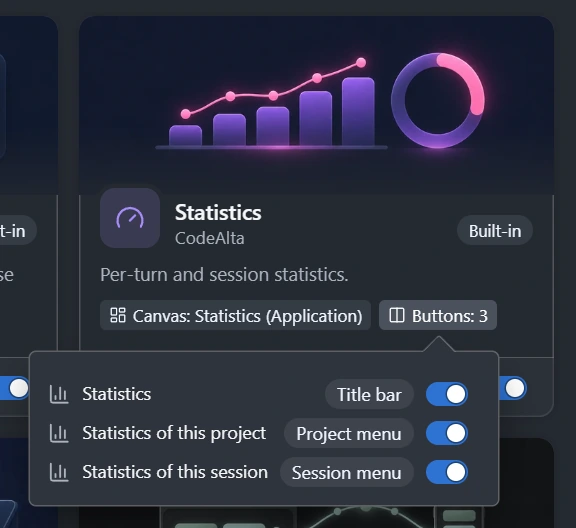 Statistics
CodeAlta
t-in
Built-in
se
Per-turn and session statistics.
Canvas: Statistics (Application)
Buttons: 3
Statistics
Title bar
Statistics of this project
Project menu
Statistics of this session
Session menu